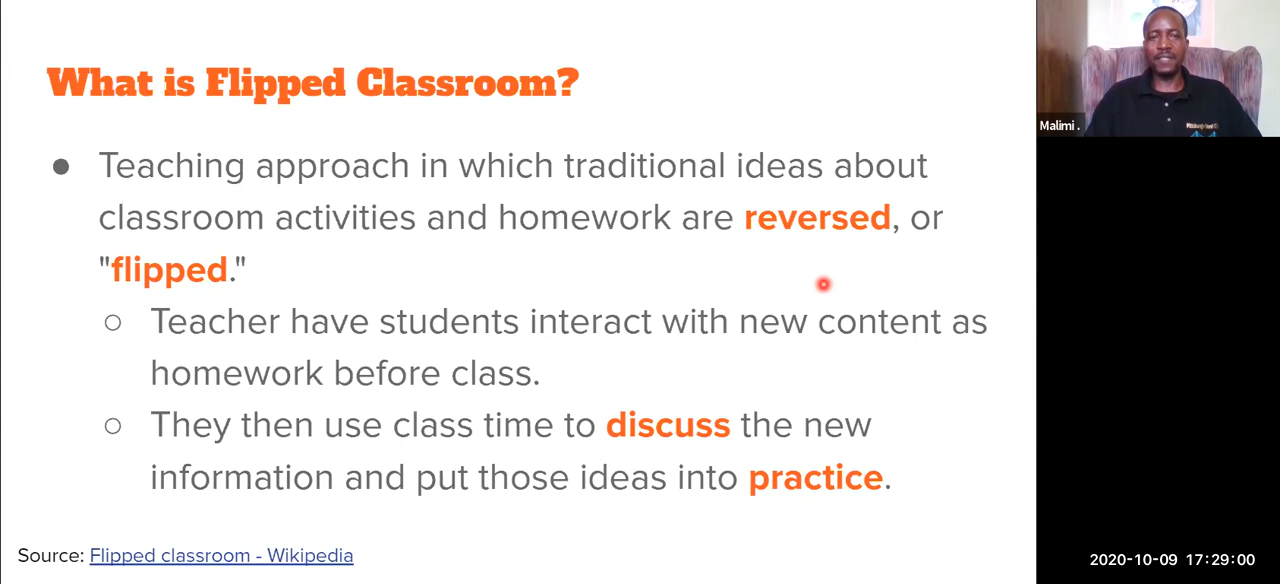 What is Flipped Classroom?
● Teaching approach in which traditional ideas about
classroom activities and homework are reversed, or
"flipped."
○ Teacher have students interact with new content as
homework before class.
○ They then use class time to discuss the new
information and put those ideas into practice.
Source: Flipped classroom - Wikipedia
Malimi .
2020-10-09 17:29:00